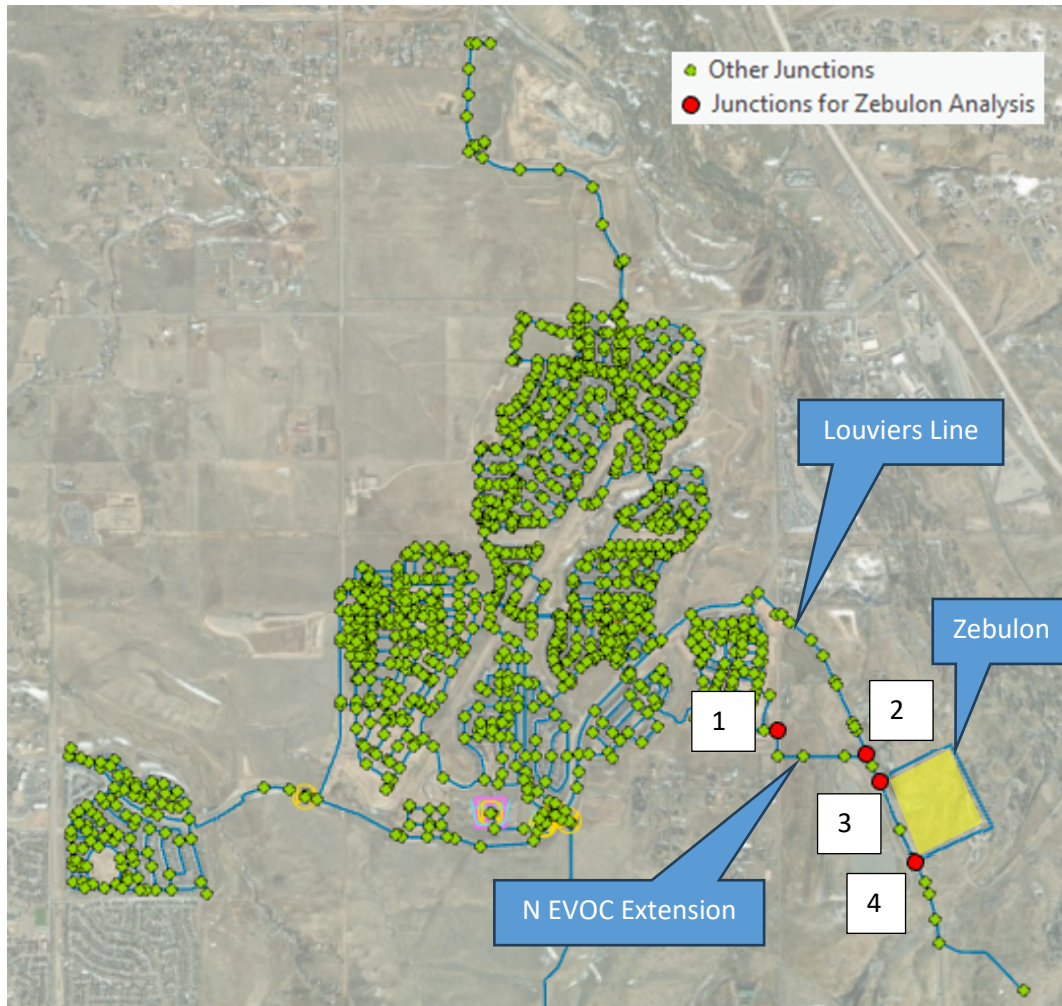 Other Junctions
Junctions for Zebulon Analysis
Louviers Line
Zebulon
1
2
3
4
N EVOC Extension